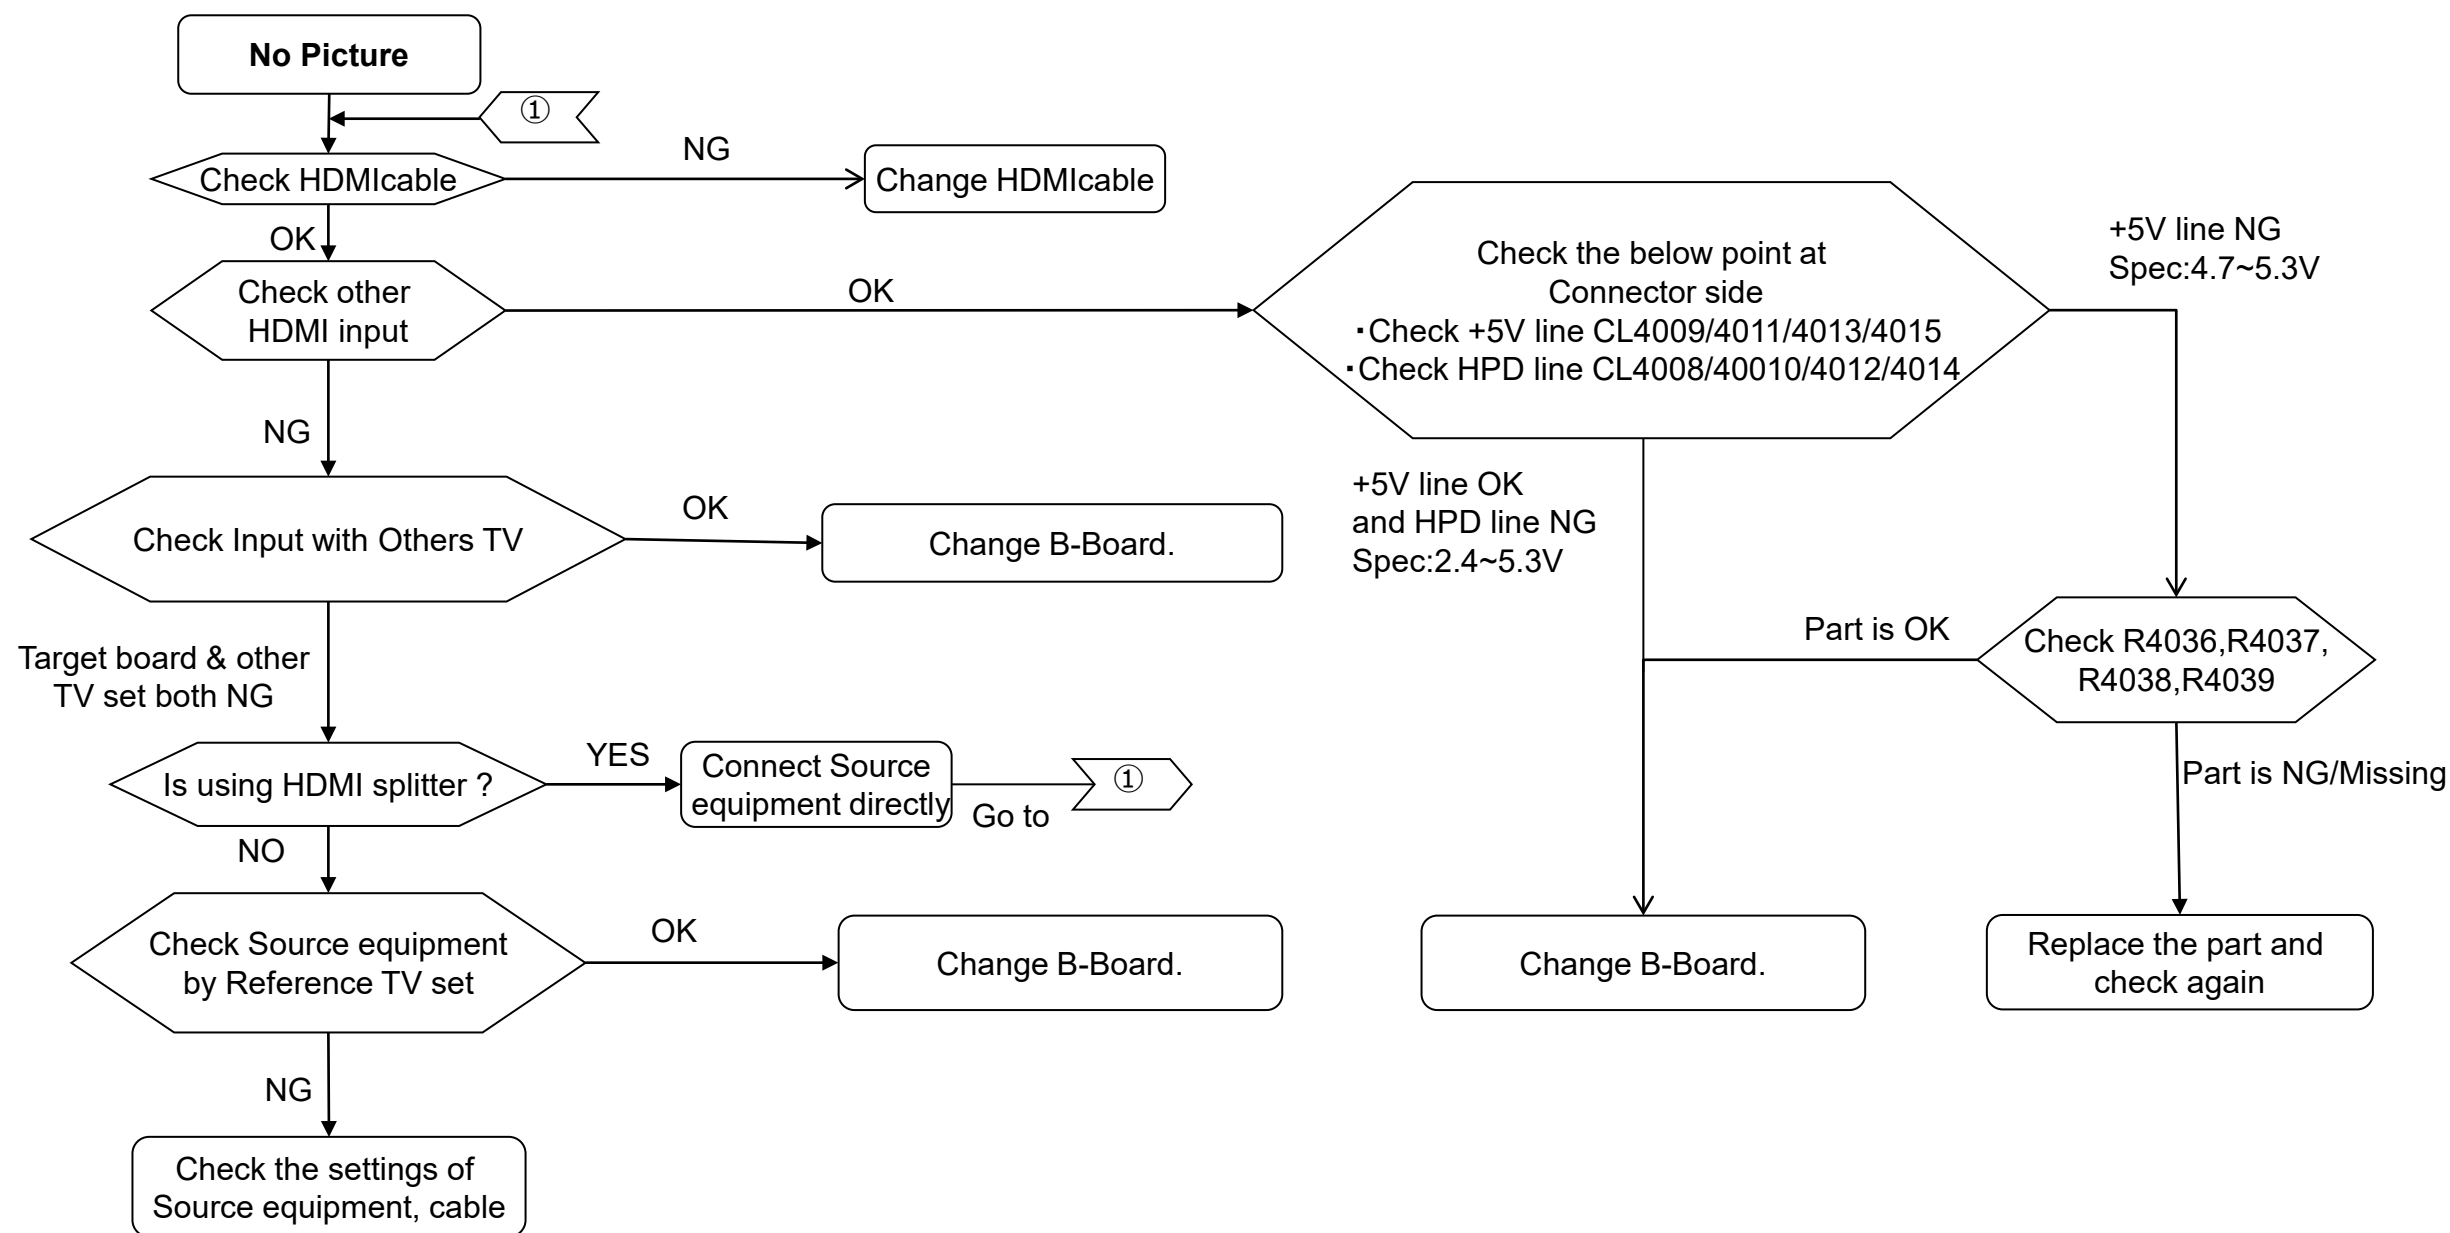 No Picture
①
Check HDMIcable
NG
Change HDMIcable
OK
Check other
HDMI input
OK
Check the below point at
Connector side
・Check +5V line CL4009/4011/4013/4015
・Check HPD line CL4008/40010/4012/4014
+5V line NG
Spec:4.7~5.3V
NG
Check Input with Others TV
OK
Change B-Board.
+5V line OK
and HPD line NG
Spec:2.4~5.3V
Part is OK
Check R4036,R4037,
R4038,R4039
Target board & other
TV set both NG
Is using HDMI splitter ?
YES
Connect Source
equipment directly
Go to
①
Part is NG/Missing
NO
Check Source equipment
by Reference TV set
OK
Change B-Board.
Change B-Board.
Replace the part and
check again
NG
Check the settings of
Source equipment, cable